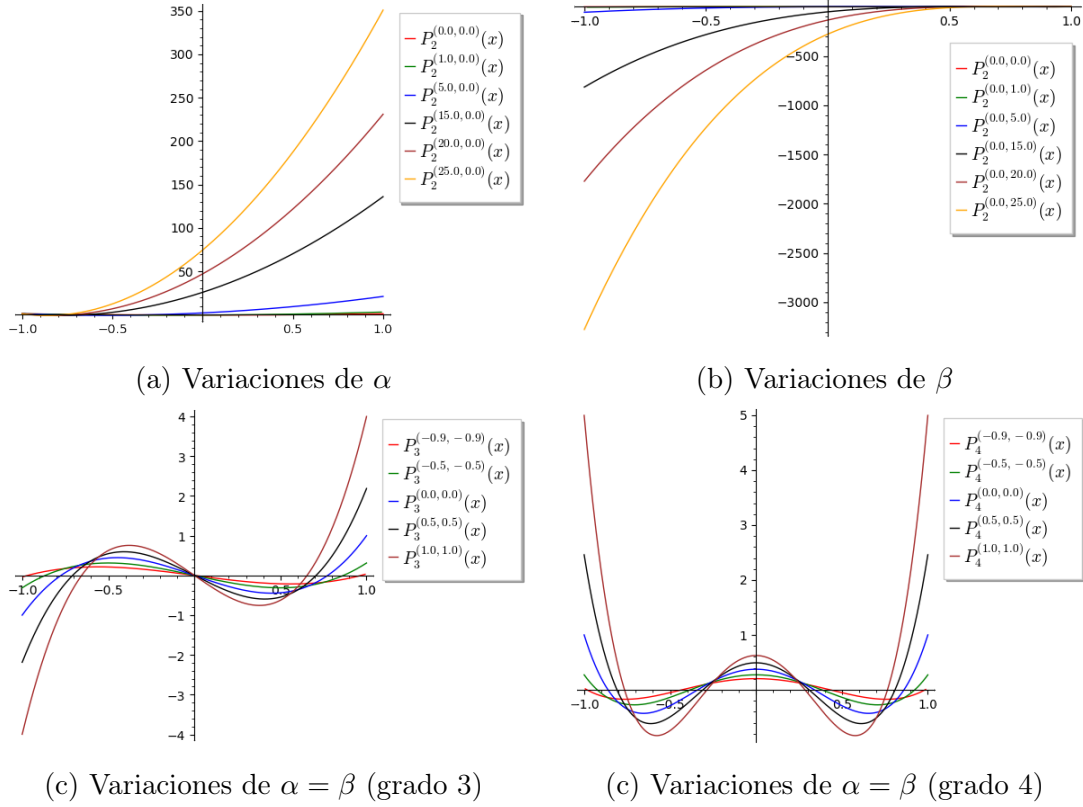 350
300
250
200
150
100
50
−1.0 −0.5 0.5 1.0
P_2^{(0.0,0.0)}(x)
P_2^{(1.0,0.0)}(x)
P_2^{(5.0,0.0)}(x)
P_2^{(15.0,0.0)}(x)
P_2^{(20.0,0.0)}(x)
P_2^{(25.0,0.0)}(x)
(a) Variaciones de α
−1.0 −0.5 0.5 1.0
−500
−1000
−1500
−2000
−2500
−3000
P_2^{(0.0,0.0)}(x)
P_2^{(0.0,1.0)}(x)
P_2^{(0.0,5.0)}(x)
P_2^{(0.0,15.0)}(x)
P_2^{(0.0,20.0)}(x)
P_2^{(0.0,25.0)}(x)
(b) Variaciones de β
4
3
2
1
−1.0 −0.5 0.5 1.0
−1
−2
−3
−4
P_3^{(−0.9,−0.9)}(x)
P_3^{(−0.5,−0.5)}(x)
P_3^{(0.0,0.0)}(x)
P_3^{(0.5,0.5)}(x)
P_3^{(1.0,1.0)}(x)
(c) Variaciones de α = β (grado 3)
5
4
3
2
1
−1.0 −0.5 0.5 1.0
P_4^{(−0.9,−0.9)}(x)
P_4^{(−0.5,−0.5)}(x)
P_4^{(0.0,0.0)}(x)
P_4^{(0.5,0.5)}(x)
P_4^{(1.0,1.0)}(x)
(c) Variaciones de α = β (grado 4)